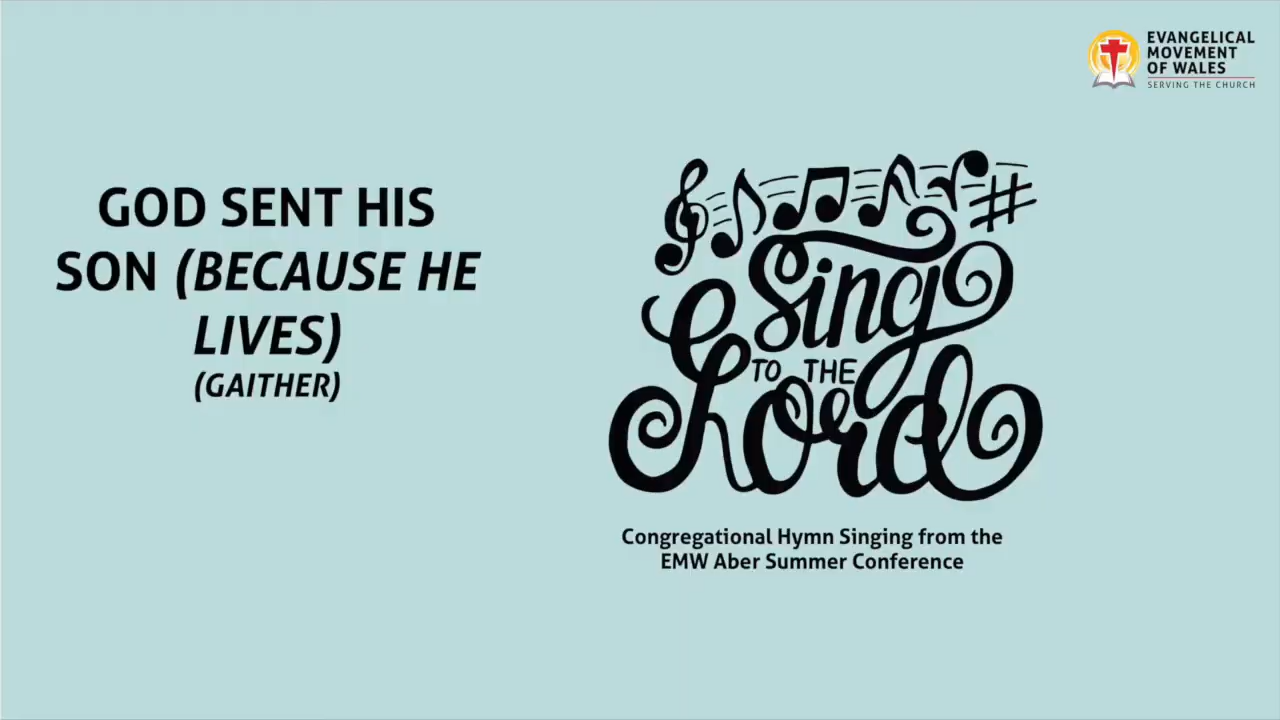 EVANGELICAL
MOVEMENT
OF WALES
SERVING THE CHURCH
GOD SENT HIS
SON (BECAUSE HE
LIVES)
(GAITHER)
Sing
TO THE
Lord
Congregational Hymn Singing from the
EMW Aber Summer Conference